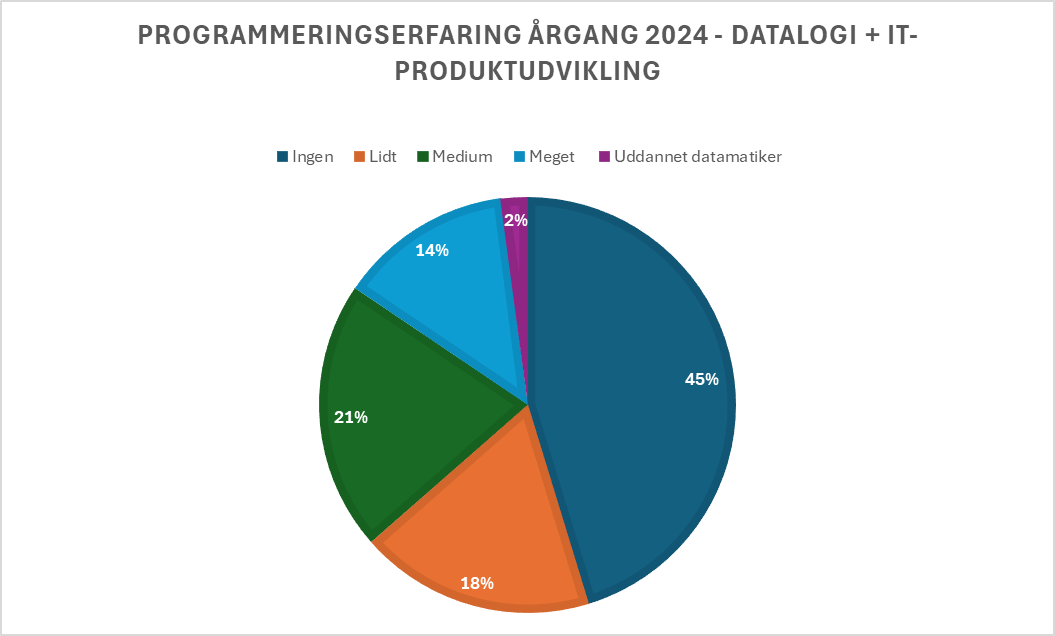 PROGRAMMERINGSERFARING ÅRGANG 2024 - DATALOGI + IT-
PRODUKTUDVIKLING
Ingen Lidt Medium Meget Uddannet datamatiker
2%
14%
45%
21%
18%